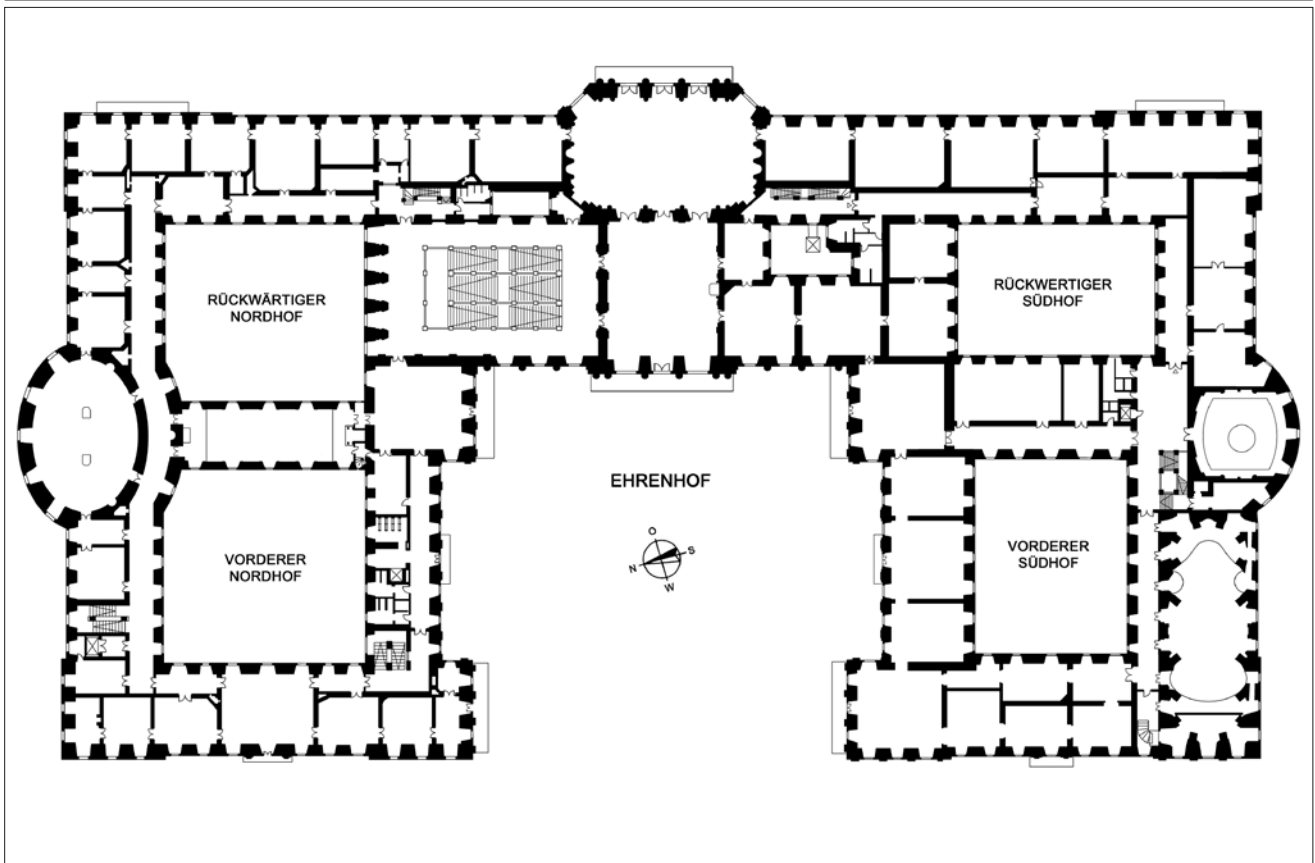 RÜCKWÄRTIGER
NORDHOF
RÜCKWERTIGER
SÜDHOF
EHRENHOF
VORDERER
NORDHOF
O
S
N
W
VORDERER
SÜDHOF